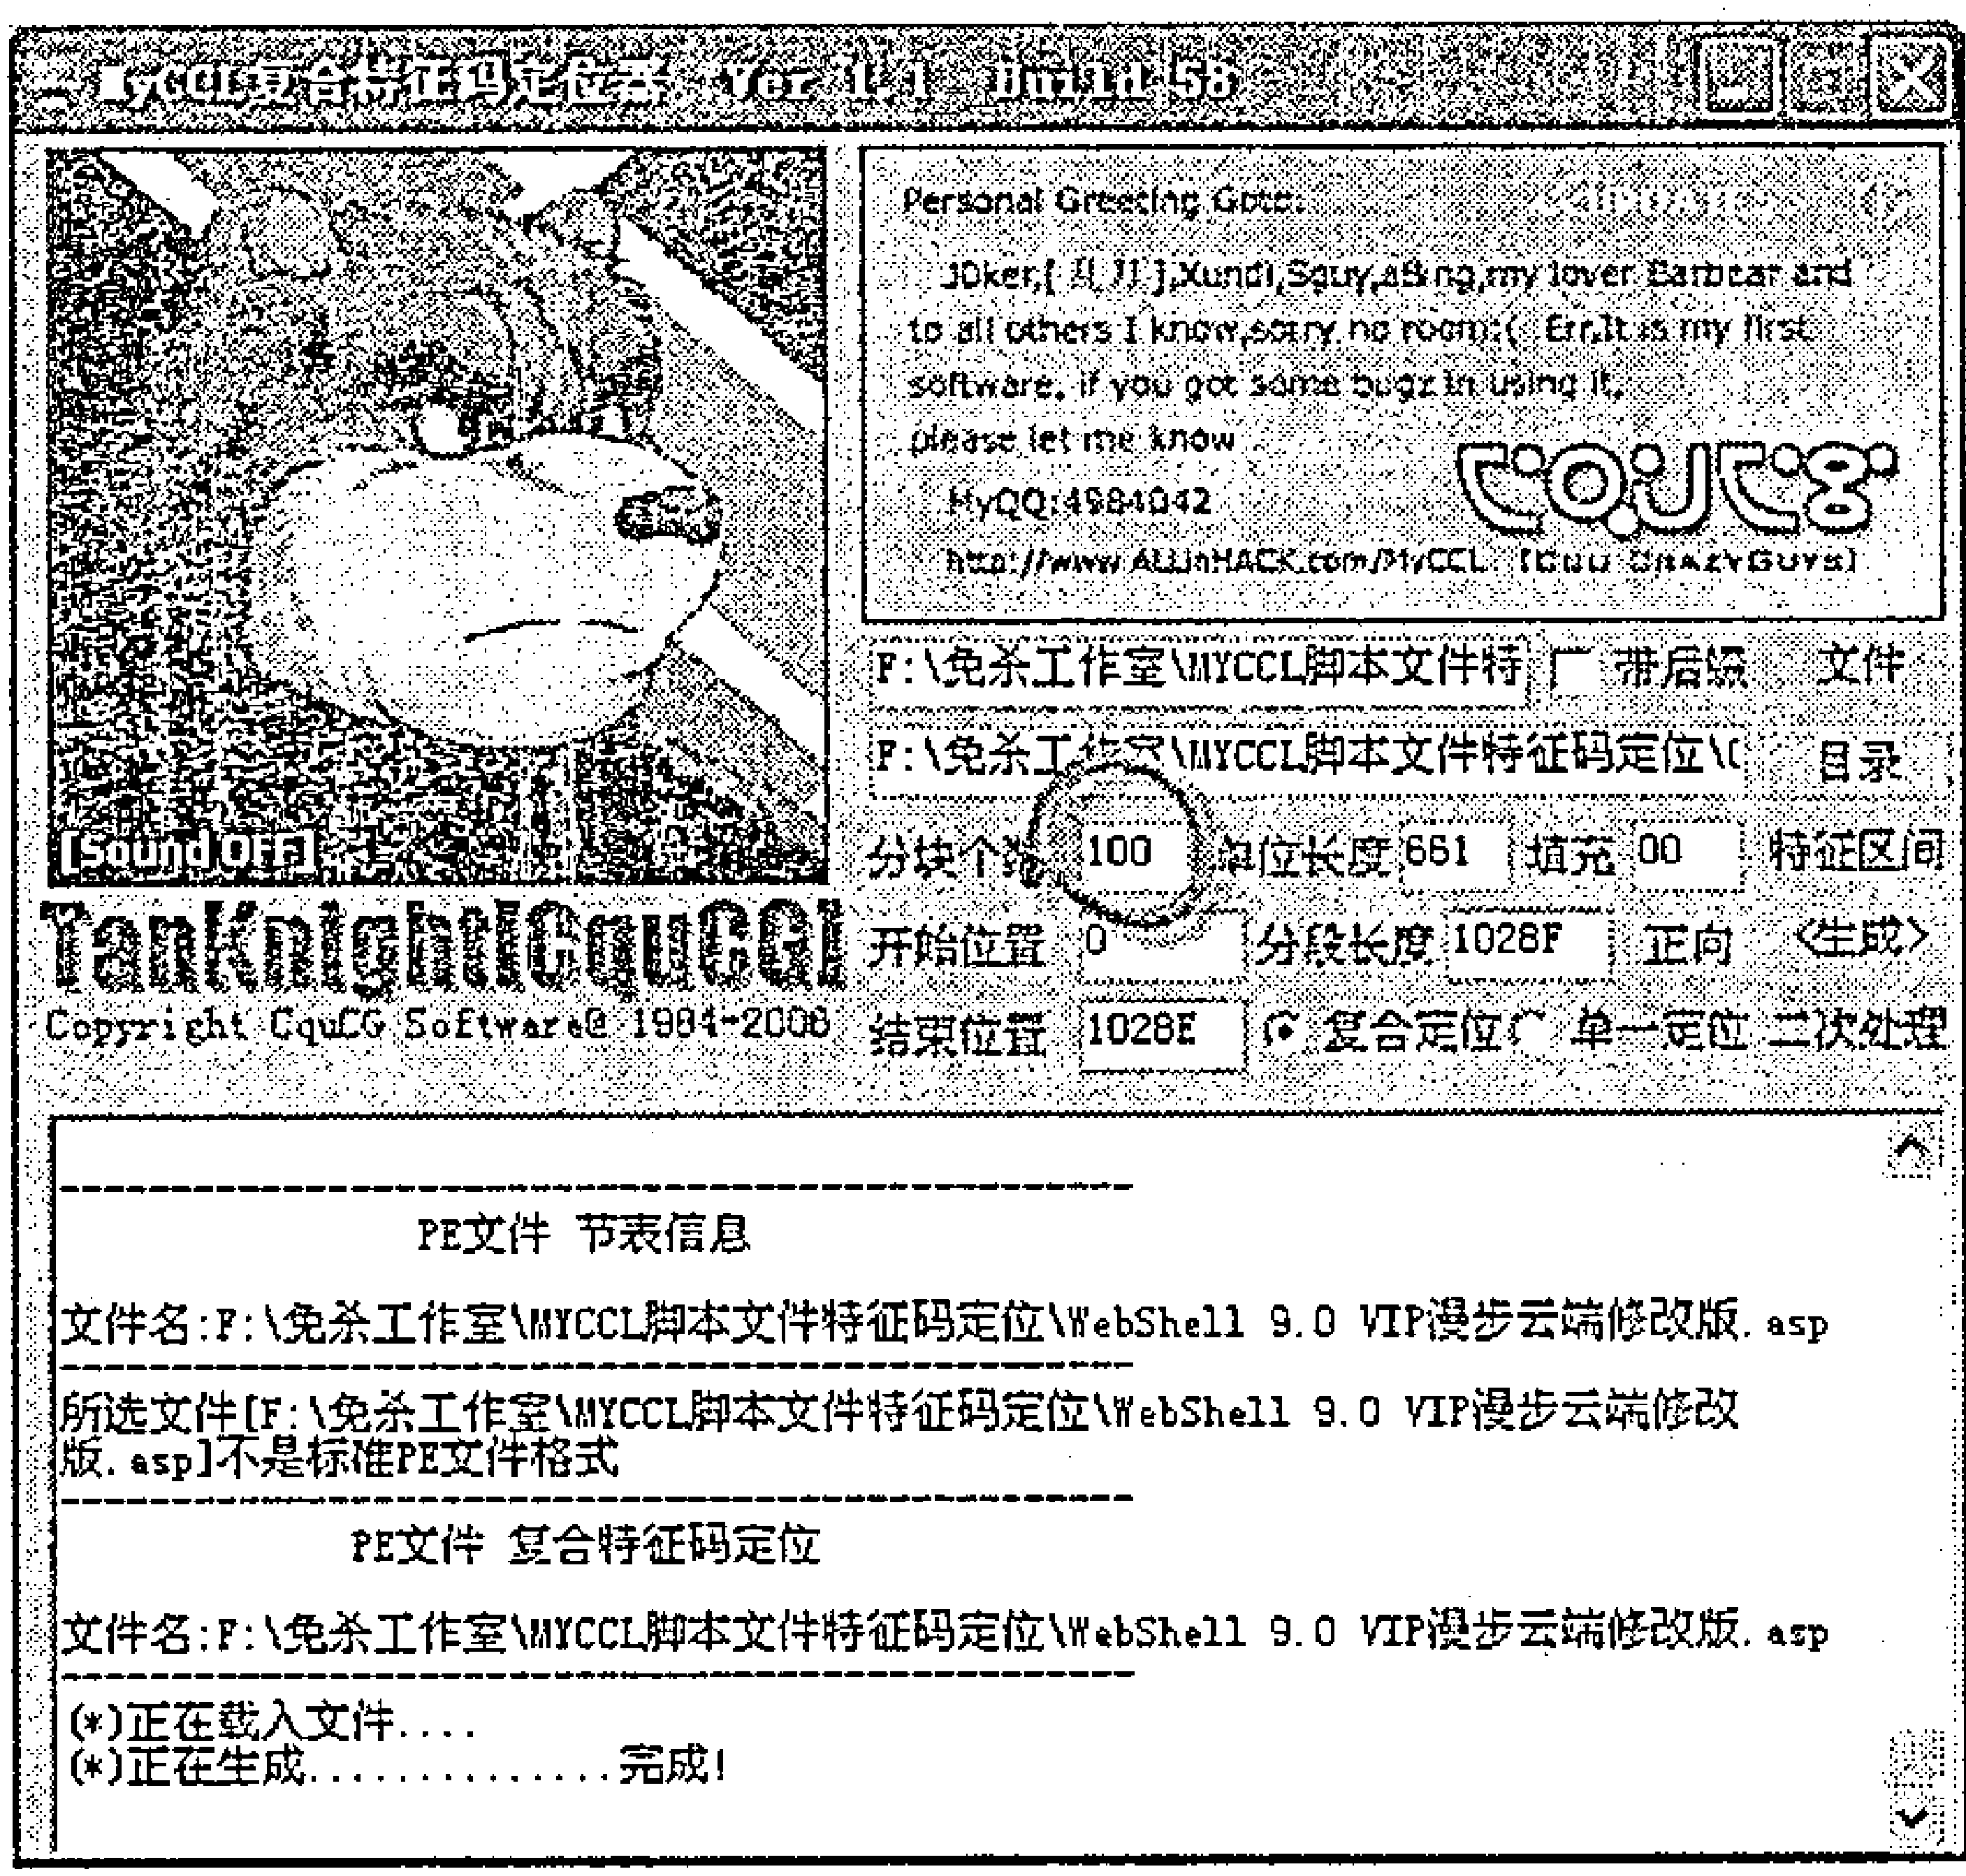 MyCCL复合特征码定位器 Ver 1.1 Build 58
Personal Greeting Goto:
J0ker,[ ],Xundi,Sguy,aBing,my lover Barbear and
to all others I know,sorry no room:( Err,It is my first
software, if you got some bugz in using it,
please let me know
MyQQ:4984042
CQUCG
http://www.ALLinHACK.com/MyCCL [CQU CRAZYGUYS]
[Sound OFF]
TanKnight[CquCG]
Copyright CquCG Software@ 1984-2008
F:\免杀工作室\MYCCL脚本文件特 带后缀 文件
F:\免杀工作室\MYCCL脚本文件特征码定位\ 目录
分块个数 100 单位长度 661 填充 00 特征区间
开始位置 0 分段长度 1028F 正向 <生成>
结束位置 1028E 复合定位 单一定位 二次处理
--------------------------------------------------
PE文件 节表信息
文件名:F:\免杀工作室\MYCCL脚本文件特征码定位\WebShell 9.0 VIP漫步云端修改版.asp
--------------------------------------------------
所选文件[F:\免杀工作室\MYCCL脚本文件特征码定位\WebShell 9.0 VIP漫步云端修改
版.asp]不是标准PE文件格式
--------------------------------------------------
PE文件 复合特征码定位
文件名:F:\免杀工作室\MYCCL脚本文件特征码定位\WebShell 9.0 VIP漫步云端修改版.asp
--------------------------------------------------
(*)正在载入文件....
(*)正在生成..............完成!